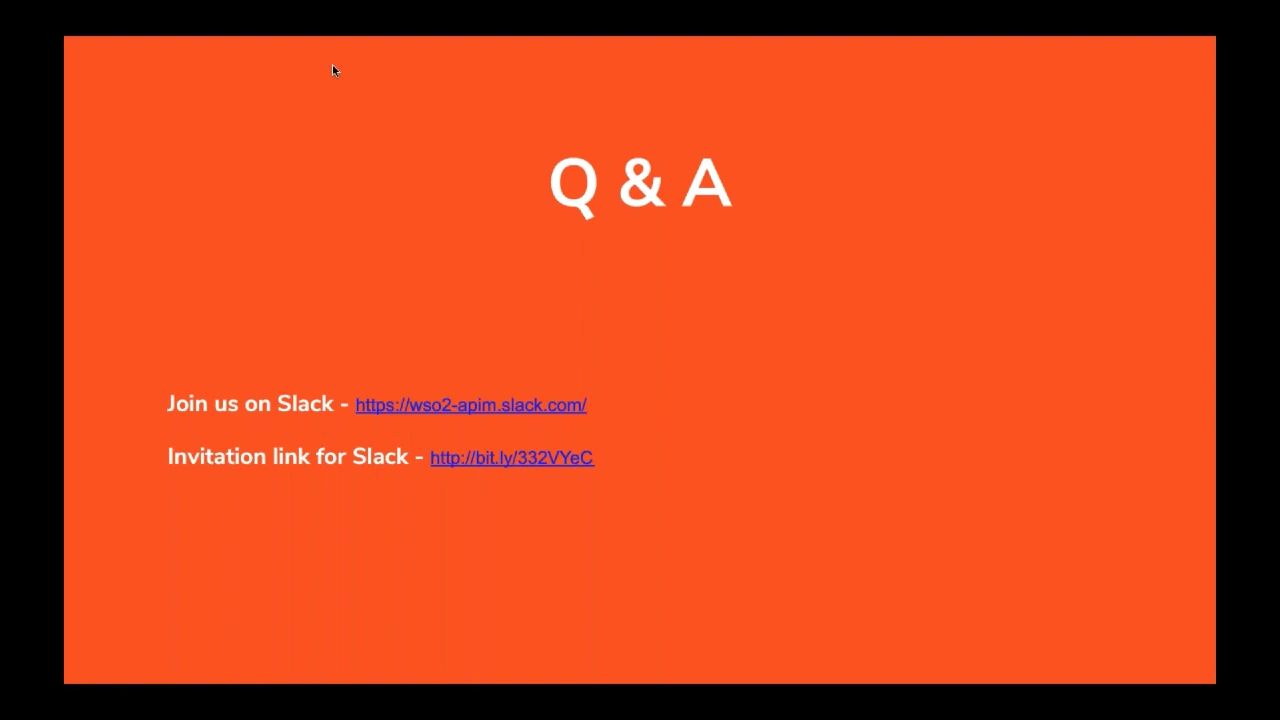 Q & A
Join us on Slack - https://wso2-apim.slack.com/
Invitation link for Slack - http://bit.ly/332VYeC